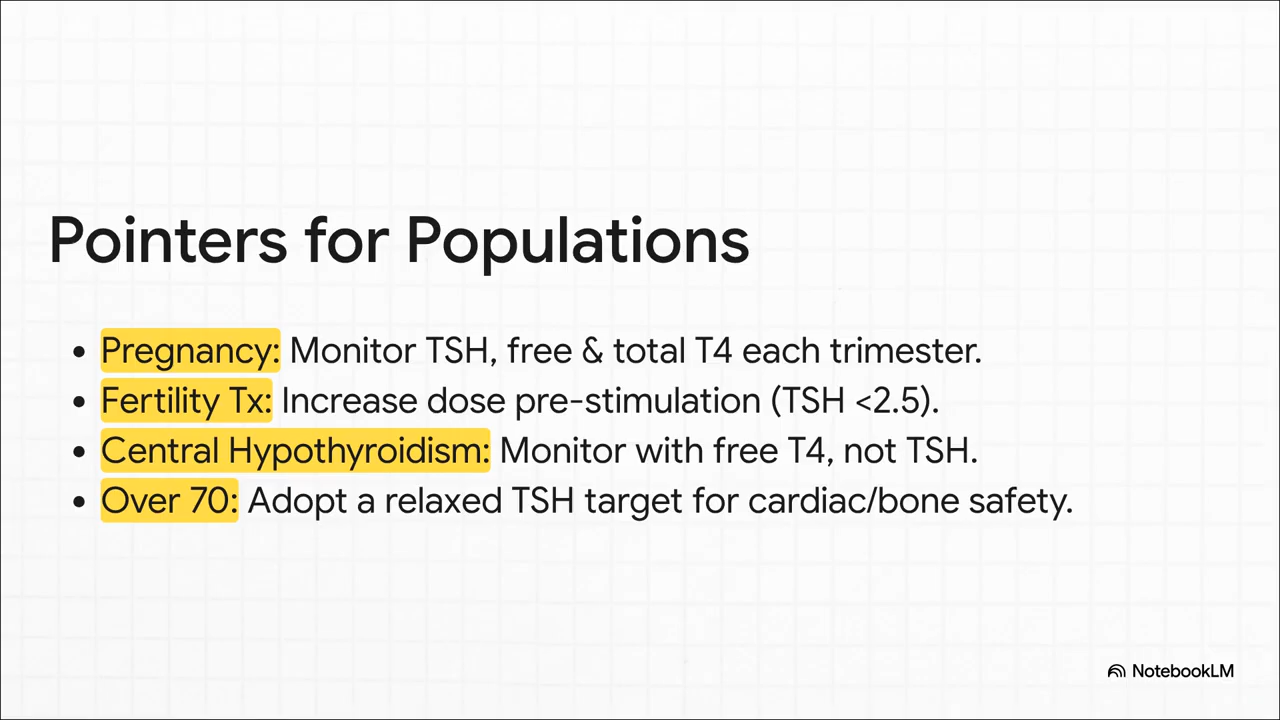 Pointers for Populations
• Pregnancy: Monitor TSH, free & total T4 each trimester.
• Fertility Tx: Increase dose pre-stimulation (TSH <2.5).
• Central Hypothyroidism: Monitor with free T4, not TSH.
• Over 70: Adopt a relaxed TSH target for cardiac/bone safety.
NotebookLM